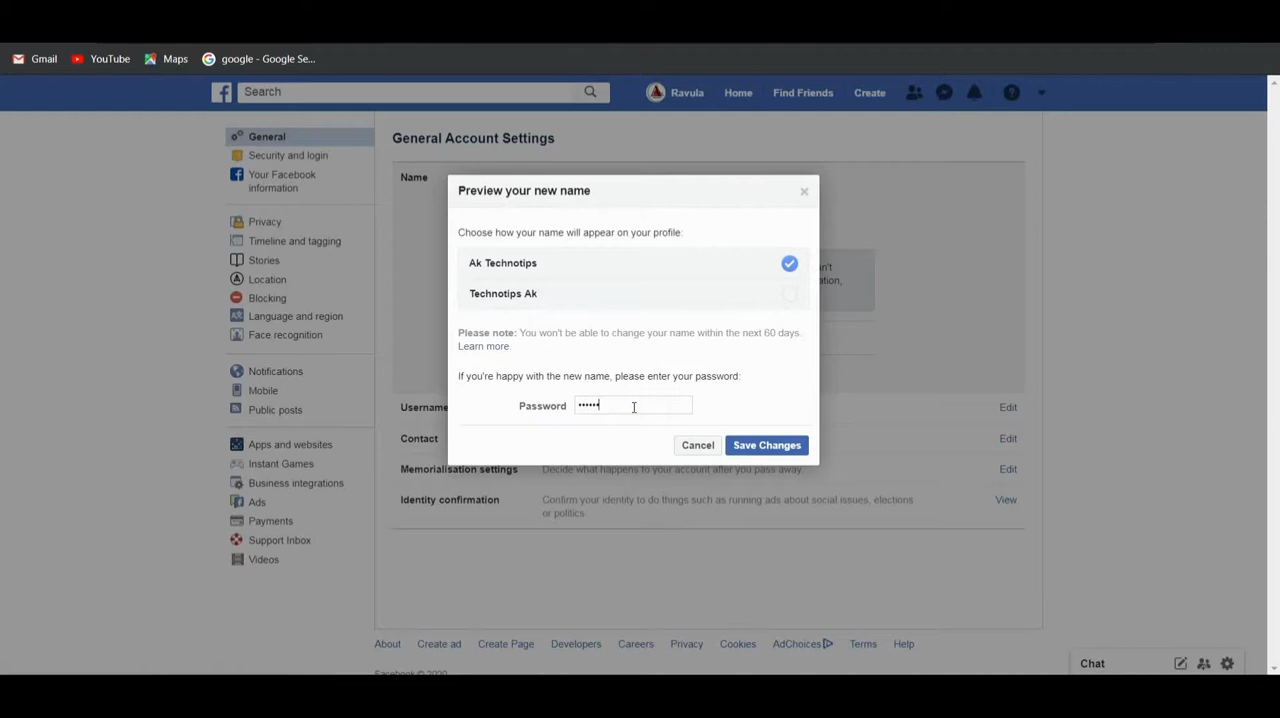 Gmail YouTube Maps google - Google Se...
Search Ravula Home Find Friends Create
General
Security and login
Your Facebook
information
Privacy
Timeline and tagging
Stories
Location
Blocking
Language and region
Face recognition
Notifications
Mobile
Public posts
Apps and websites
Instant Games
Business integrations
Ads
Payments
Support Inbox
Videos
General Account Settings
Name
Preview your new name
Choose how your name will appear on your profile:
Ak Technotips
Technotips Ak
Please note: You won't be able to change your name within the next 60 days.
Learn more.
If you're happy with the new name, please enter your password:
Password ••••••
Cancel Save Changes
Username Edit
Contact Edit
Memorialisation settings Decide what happens to your account after you pass away. Edit
Identity confirmation Confirm your identity to do things such as running ads about social issues, elections View
or politics.
About Create ad Create Page Developers Careers Privacy Cookies AdChoices Terms Help
Facebook © 2020
Chat